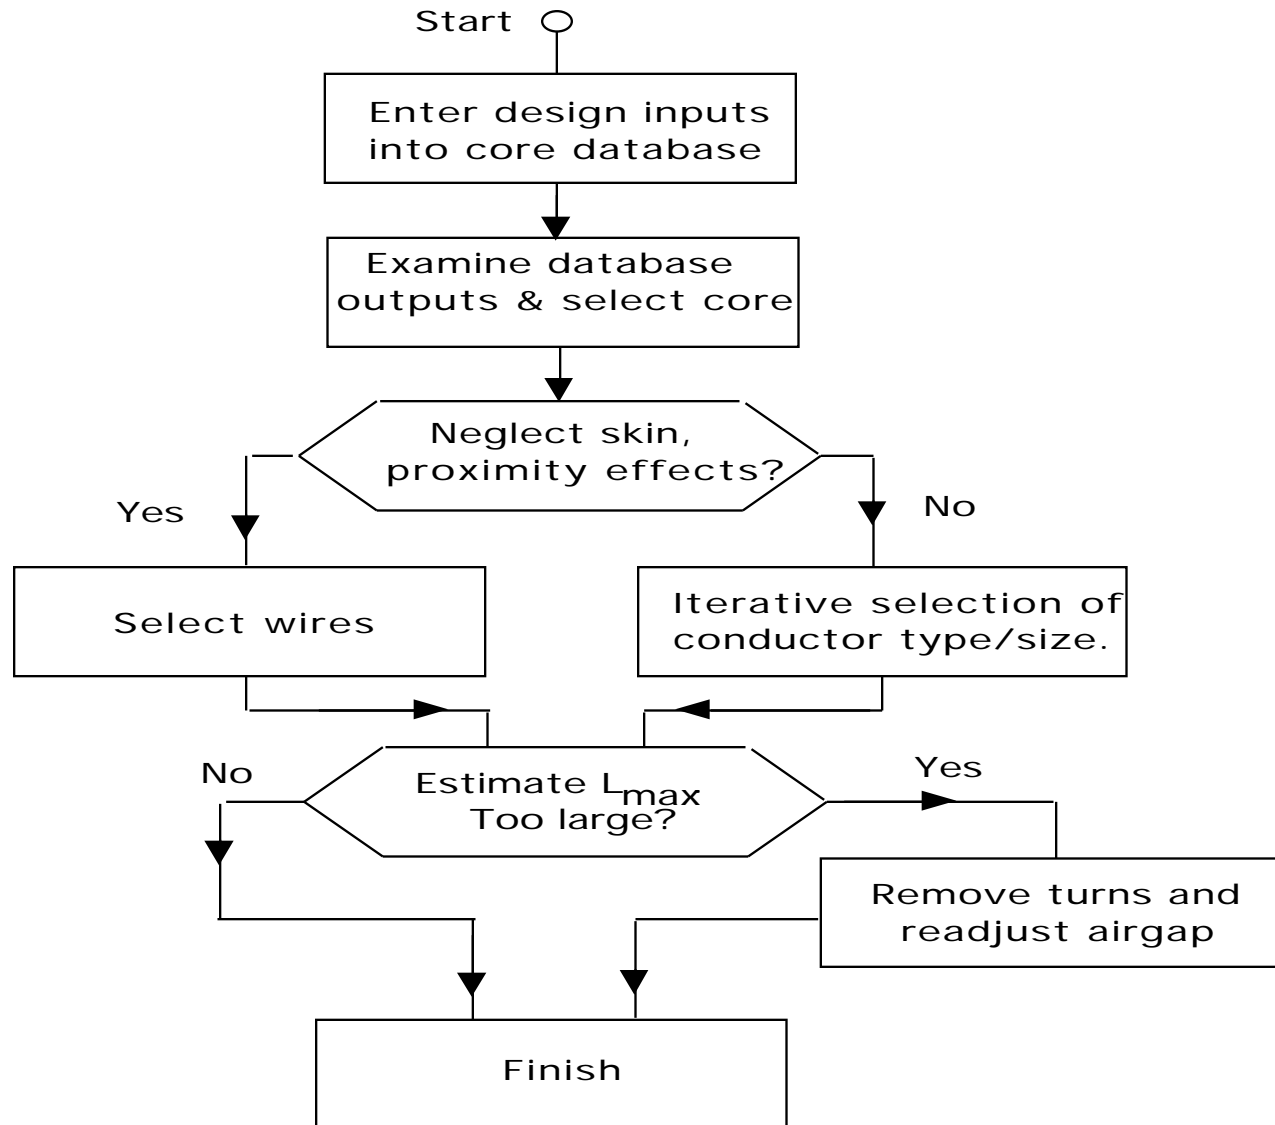 Start
Enter design inputs
into core database
Examine database
outputs & select core
Neglect skin,
proximity effects?
Yes
No
Select wires
Iterative selection of
conductor type/size.
No
Estimate Lmax
Too large?
Yes
Remove turns and
readjust airgap
Finish